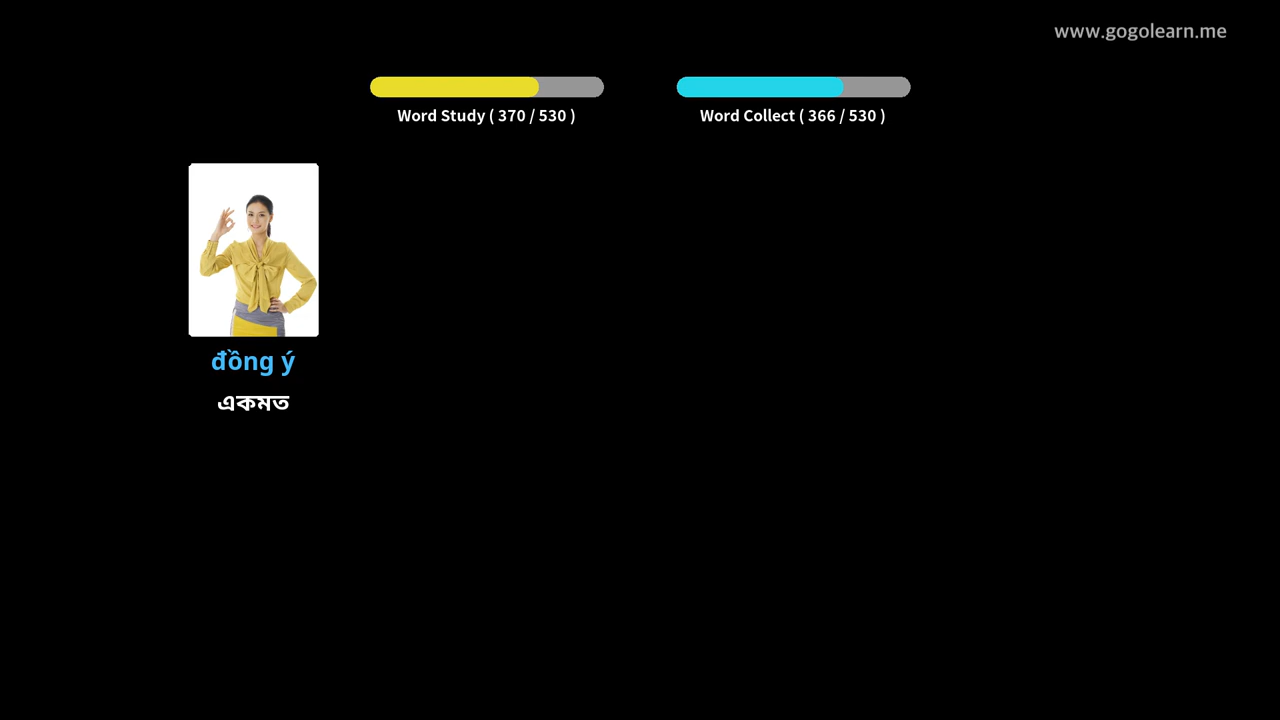 www.gogolearn.me
Word Study ( 370 / 530 )
Word Collect ( 366 / 530 )
đồng ý
একমত